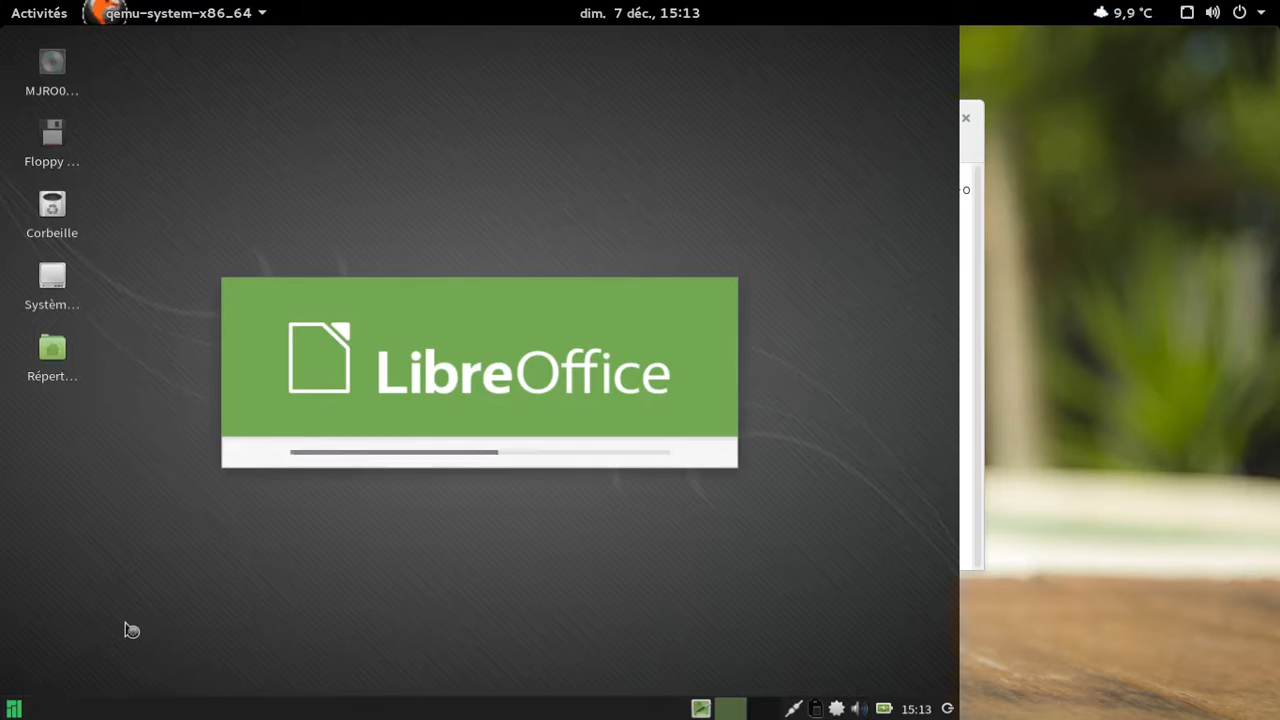 Activités
qemu-system-x86_64
dim. 7 déc., 15:13
9,9 °C
MJRO0...
Floppy ...
Corbeille
Systèm...
Répert...
LibreOffice
-o
15:13